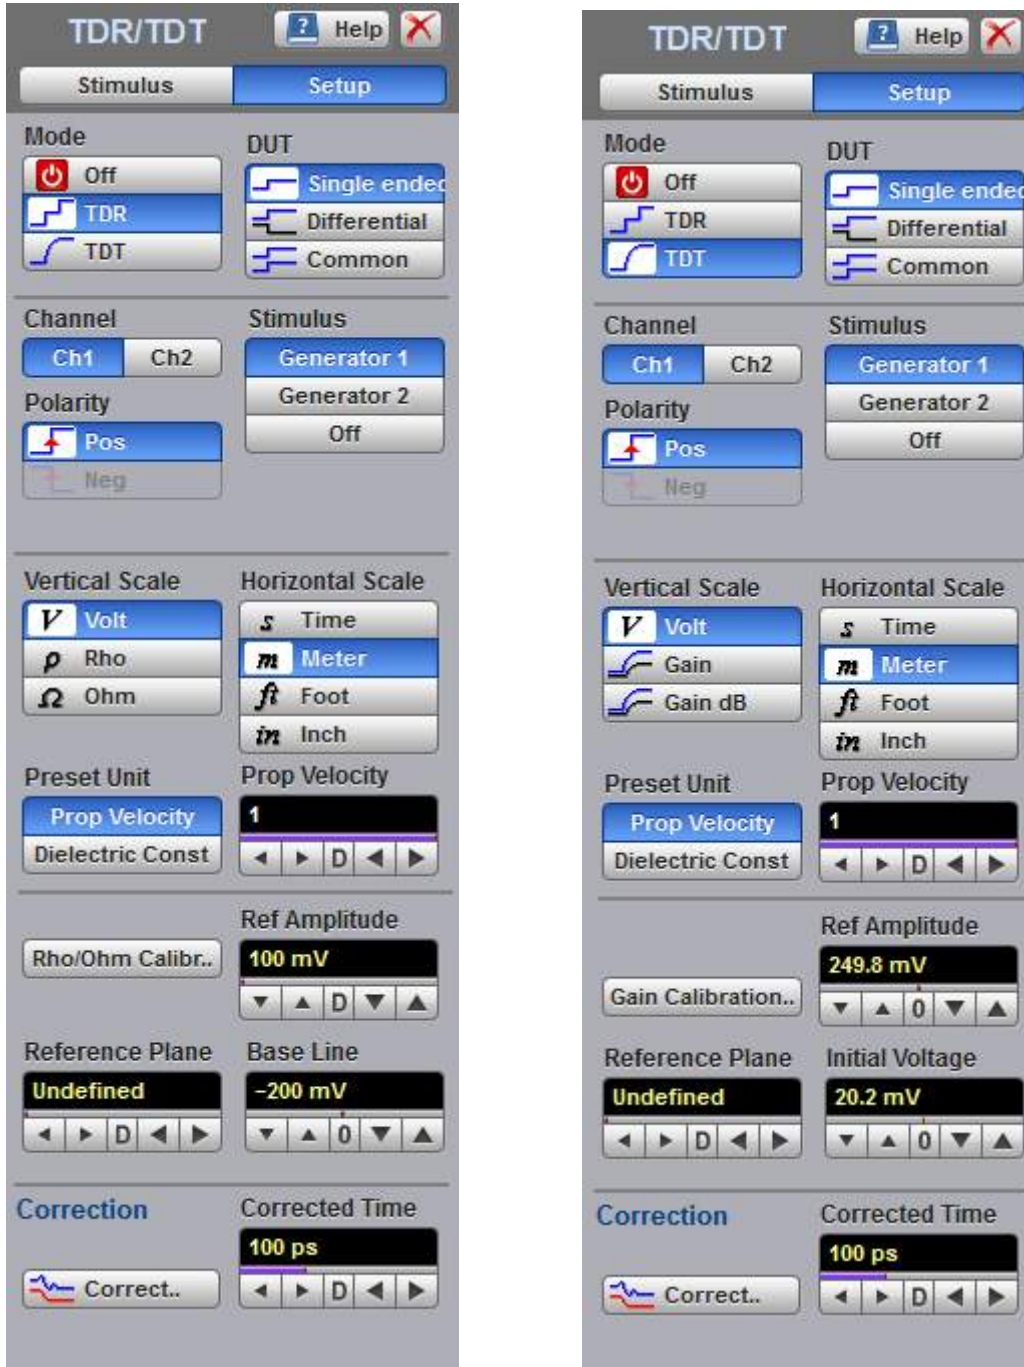 TDR/TDT
? Help
Stimulus Setup
Mode
Off
TDR
TDT
DUT
Single ended
Differential
Common
Channel
Ch1 Ch2
Stimulus
Generator 1
Generator 2
Off
Polarity
Pos
Neg
Vertical Scale
V Volt
ρ Rho
Ω Ohm
Horizontal Scale
s Time
m Meter
ft Foot
in Inch
Preset Unit
Prop Velocity
Dielectric Const
Prop Velocity
1
D
Rho/Ohm Calibr..
Ref Amplitude
100 mV
D
Reference Plane
Undefined
D
Base Line
–200 mV
0
Correction
Correct..
Corrected Time
100 ps
D
TDR/TDT
? Help
Stimulus Setup
Mode
Off
TDR
TDT
DUT
Single ended
Differential
Common
Channel
Ch1 Ch2
Stimulus
Generator 1
Generator 2
Off
Polarity
Pos
Neg
Vertical Scale
V Volt
Gain
Gain dB
Horizontal Scale
s Time
m Meter
ft Foot
in Inch
Preset Unit
Prop Velocity
Dielectric Const
Prop Velocity
1
D
Gain Calibration..
Ref Amplitude
249.8 mV
0
Reference Plane
Undefined
D
Initial Voltage
20.2 mV
0
Correction
Correct..
Corrected Time
100 ps
D